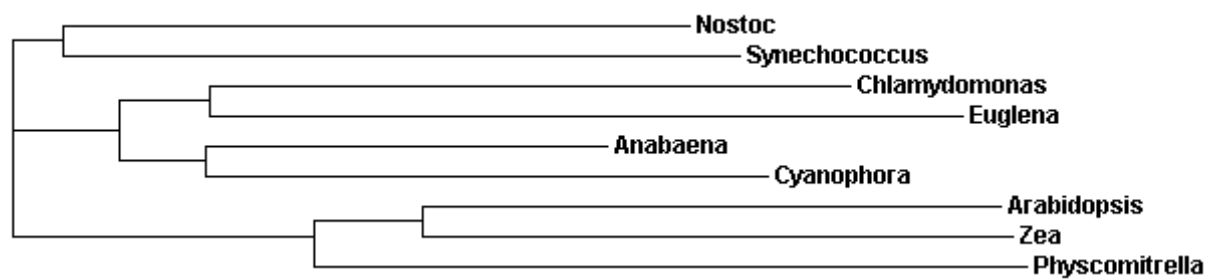 Nostoc
Synechococcus
Chlamydomonas
Euglena
Anabaena
Cyanophora
Arabidopsis
Zea
Physcomitrella